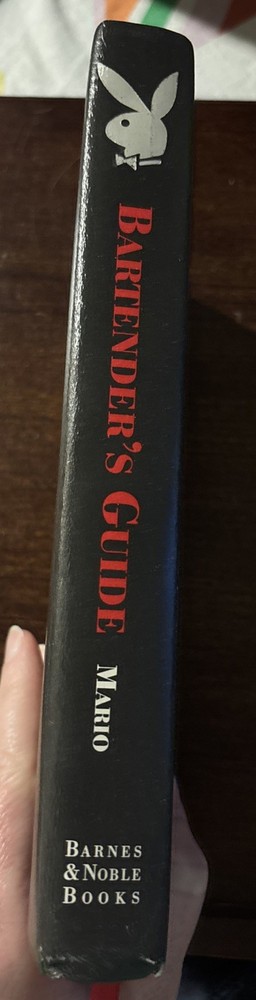 BARTENDER'S GUIDE
MARIO
BARNES
& NOBLE
BOOKS